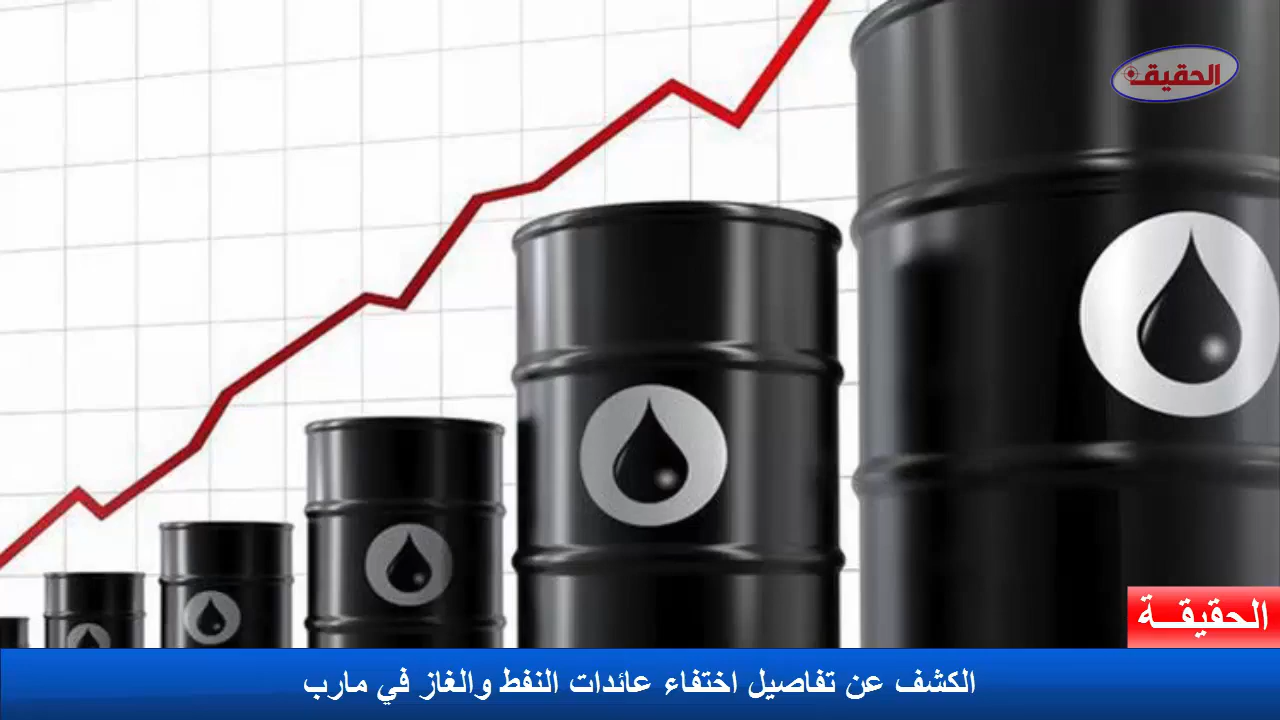 الحقيقة
الحقيقــة
الكشف عن تفاصيل اختفاء عائدات النفط والغاز في مارب